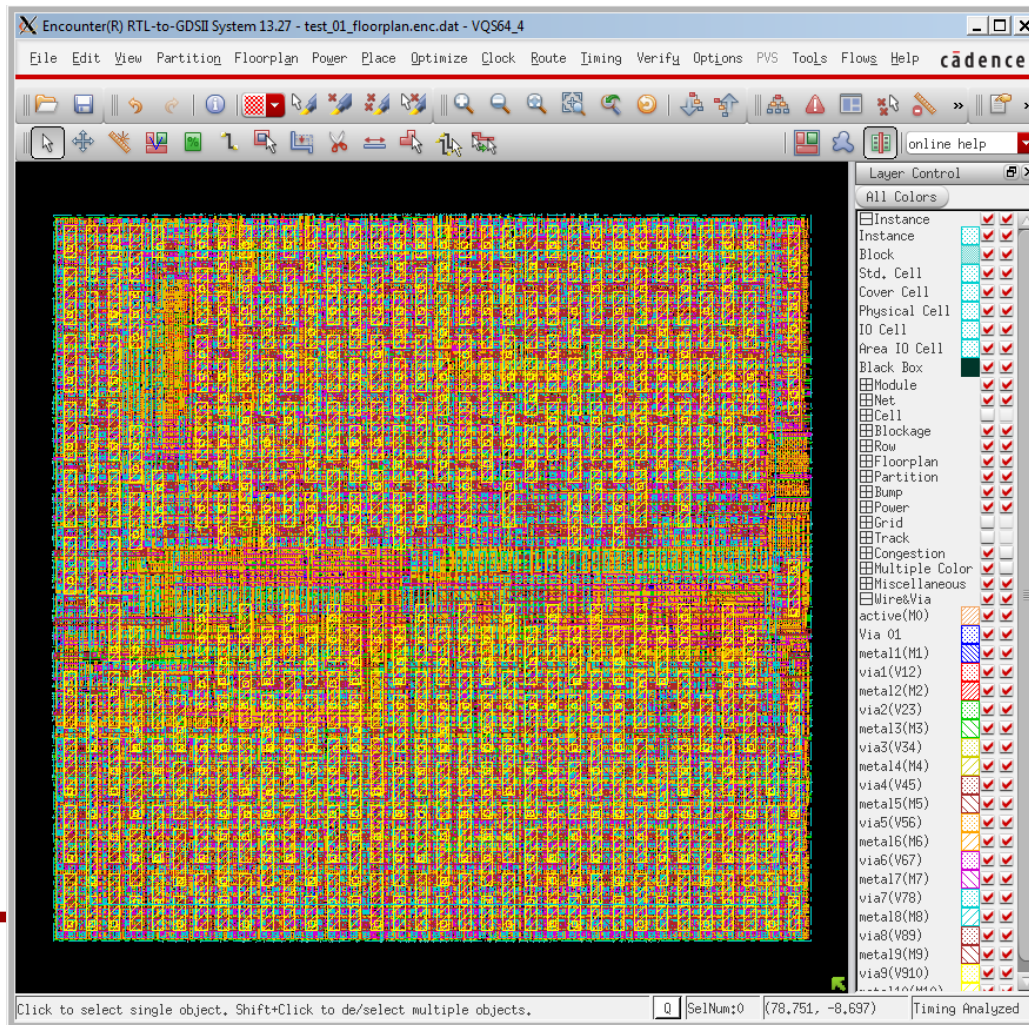 Encounter(R) RTL-to-GDSII System 13.27 - test_01_floorplan.enc.dat - VQS64_4
File Edit View Partition Floorplan Power Place Optimize Clock Route Timing Verify Options PVS Tools Flows Help cādence
online help
Layer Control
All Colors
Instance
Instance
Block
Std. Cell
Cover Cell
Physical Cell
IO Cell
Area IO Cell
Black Box
Module
Net
Cell
Blockage
Row
Floorplan
Partition
Bump
Power
Grid
Track
Congestion
Multiple Color
Miscellaneous
Wire&Via
active(M0)
Via 01
metal1(M1)
via1(V12)
metal2(M2)
via2(V23)
metal3(M3)
via3(V34)
metal4(M4)
via4(V45)
metal5(M5)
via5(V56)
metal6(M6)
via6(V67)
metal7(M7)
via7(V78)
metal8(M8)
via8(V89)
metal9(M9)
via9(V910)
metal10(M10)
Click to select single object. Shift+Click to de/select multiple objects. Q SelNum:0 (78.751, -8.697) Timing Analyzed